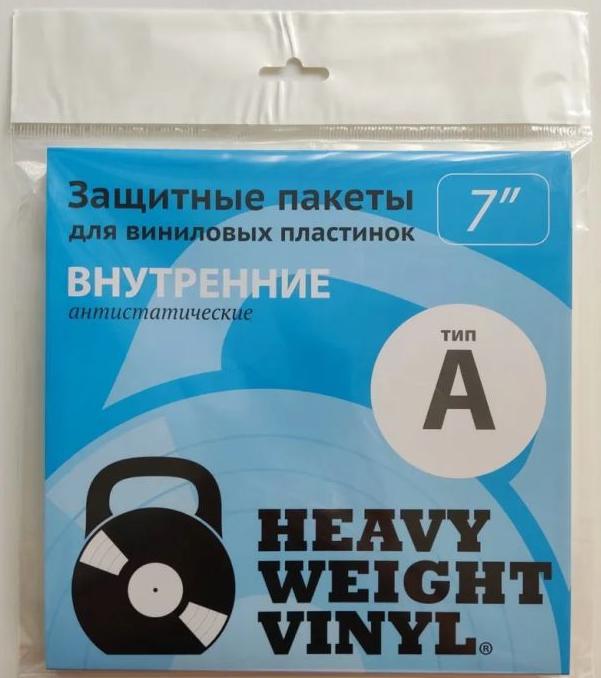 Защитные пакеты
7”
для виниловых пластинок
ВНУТРЕННИЕ
антистатические
тип
А
HEAVY
WEIGHT
VINYL®